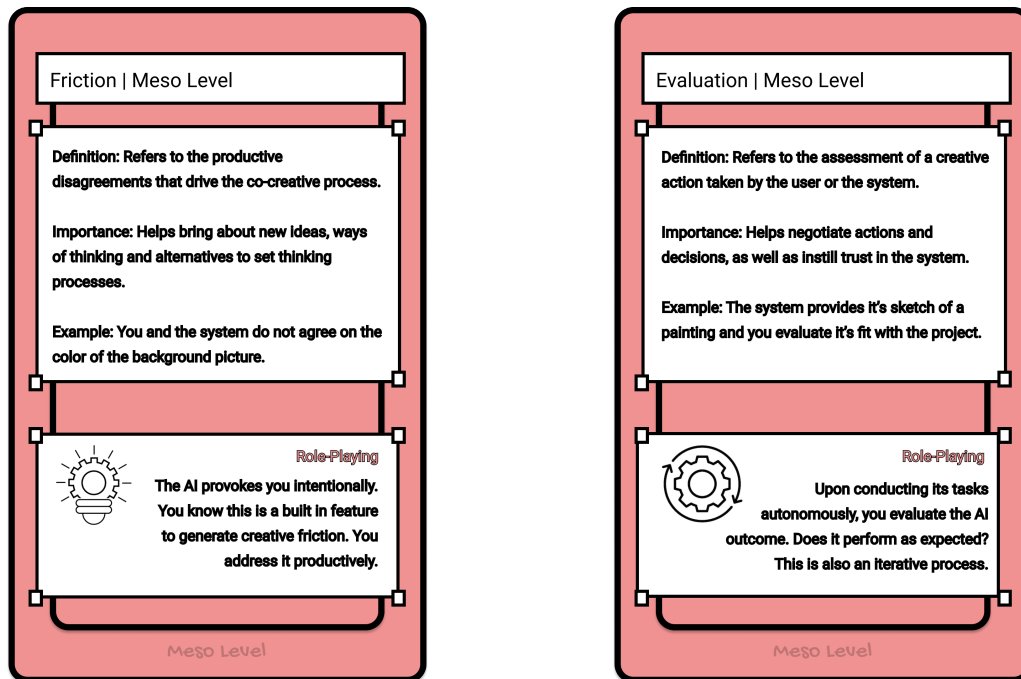 Friction | Meso Level
Definition: Refers to the productive
disagreements that drive the co-creative process.
Importance: Helps bring about new ideas, ways
of thinking and alternatives to set thinking
processes.
Example: You and the system do not agree on the
color of the background picture.
Role-Playing
The AI provokes you intentionally.
You know this is a built in feature
to generate creative friction. You
address it productively.
Meso Level
Evaluation | Meso Level
Definition: Refers to the assessment of a creative
action taken by the user or the system.
Importance: Helps negotiate actions and
decisions, as well as instill trust in the system.
Example: The system provides it's sketch of a
painting and you evaluate it's fit with the project.
Role-Playing
Upon conducting its tasks
autonomously, you evaluate the AI
outcome. Does it perform as expected?
This is also an iterative process.
Meso Level